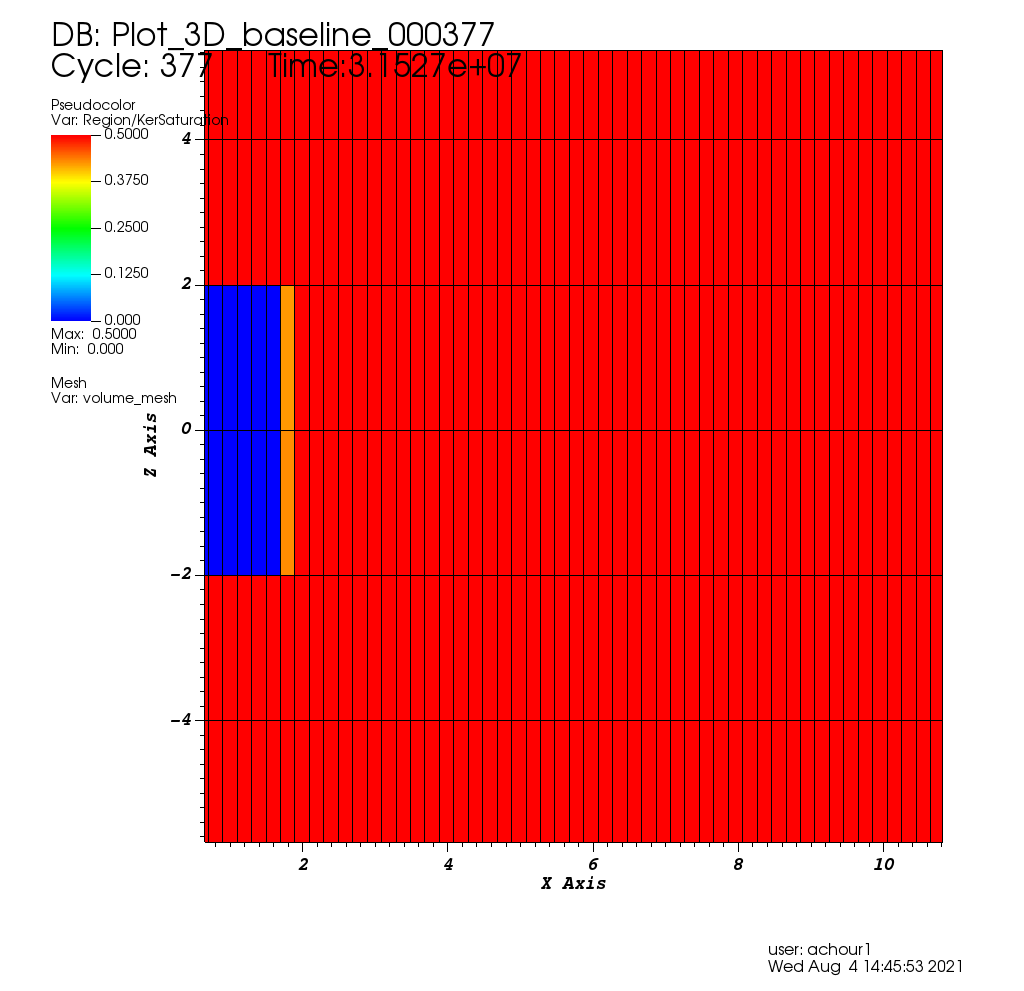 DB: Plot_3D_baseline_000377
Cycle: 377 Time:3.1527e+07
Pseudocolor
Var: Region/KerSaturation
0.5000
0.3750
0.2500
0.1250
0.000
Max: 0.5000
Min: 0.000
Mesh
Var: volume_mesh
4
2
0
-2
-4
Z Axis
2
4
6
8
10
X Axis
user: achour1
Wed Aug 4 14:45:53 2021